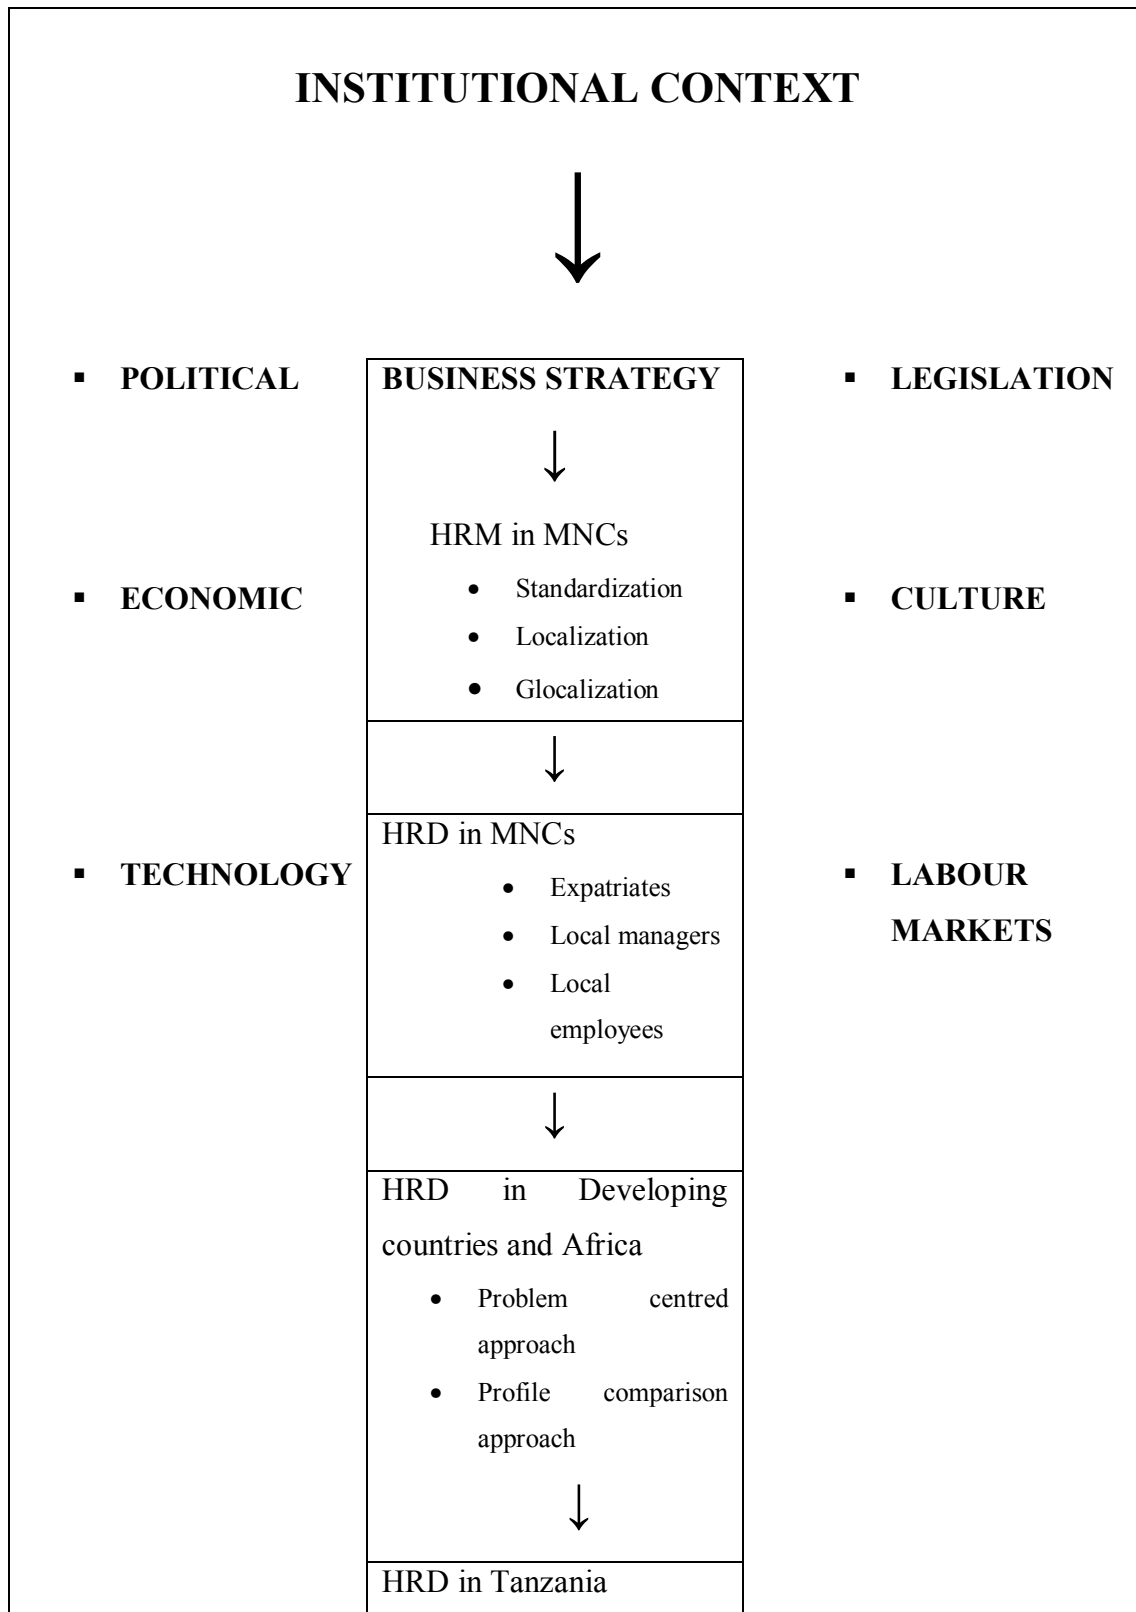 INSTITUTIONAL CONTEXT
↓
▪ POLITICAL
BUSINESS STRATEGY
▪ LEGISLATION
↓
HRM in MNCs
• Standardization
▪ ECONOMIC
▪ CULTURE
• Localization
• Glocalization
↓
HRD in MNCs
▪ TECHNOLOGY
▪ LABOUR
MARKETS
• Expatriates
• Local managers
• Local
employees
↓
HRD in Developing
countries and Africa
• Problem centred
approach
• Profile comparison
approach
↓
HRD in Tanzania